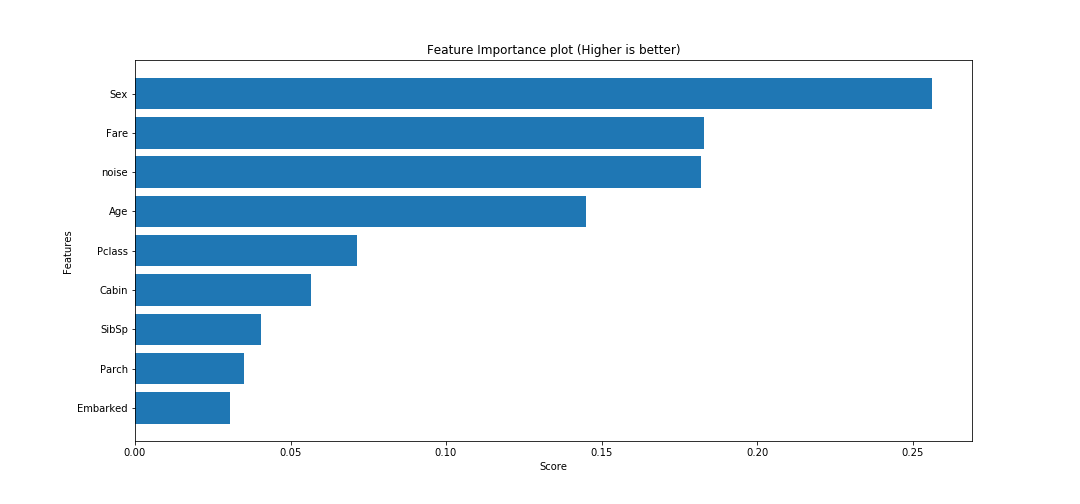 Feature Importance plot (Higher is better)
Features
Sex
Fare
noise
Age
Pclass
Cabin
SibSp
Parch
Embarked
0.00 0.05 0.10 0.15 0.20 0.25
Score